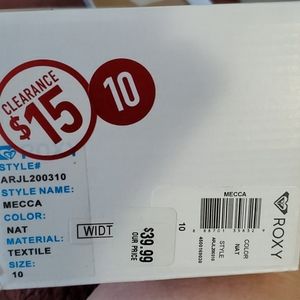 CLEARANCE
$15
10
STYLE#
ARJL200310
STYLE NAME:
MECCA
COLOR:
NAT
MATERIAL:
TEXTILE
SIZE:
10
WIDT
$39.99
OUR PRICE
10
MECCA
ARJL200310
STYLE
NAT
COLOR
ROXY